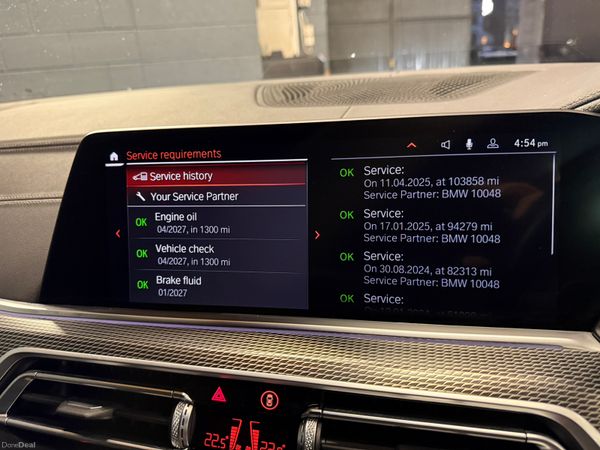 4:54 pm
Service requirements
Service history
Your Service Partner
OK Engine oil
04/2027, in 1300 mi
OK Vehicle check
04/2027, in 1300 mi
OK Brake fluid
01/2027
OK Service:
On 11.04.2025, at 103858 mi
Service Partner: BMW 10048
OK Service:
On 17.01.2025, at 94279 mi
Service Partner: BMW 10048
OK Service:
On 30.08.2024, at 82313 mi
Service Partner: BMW 10048
OK Service:
22.5°
DoneDeal